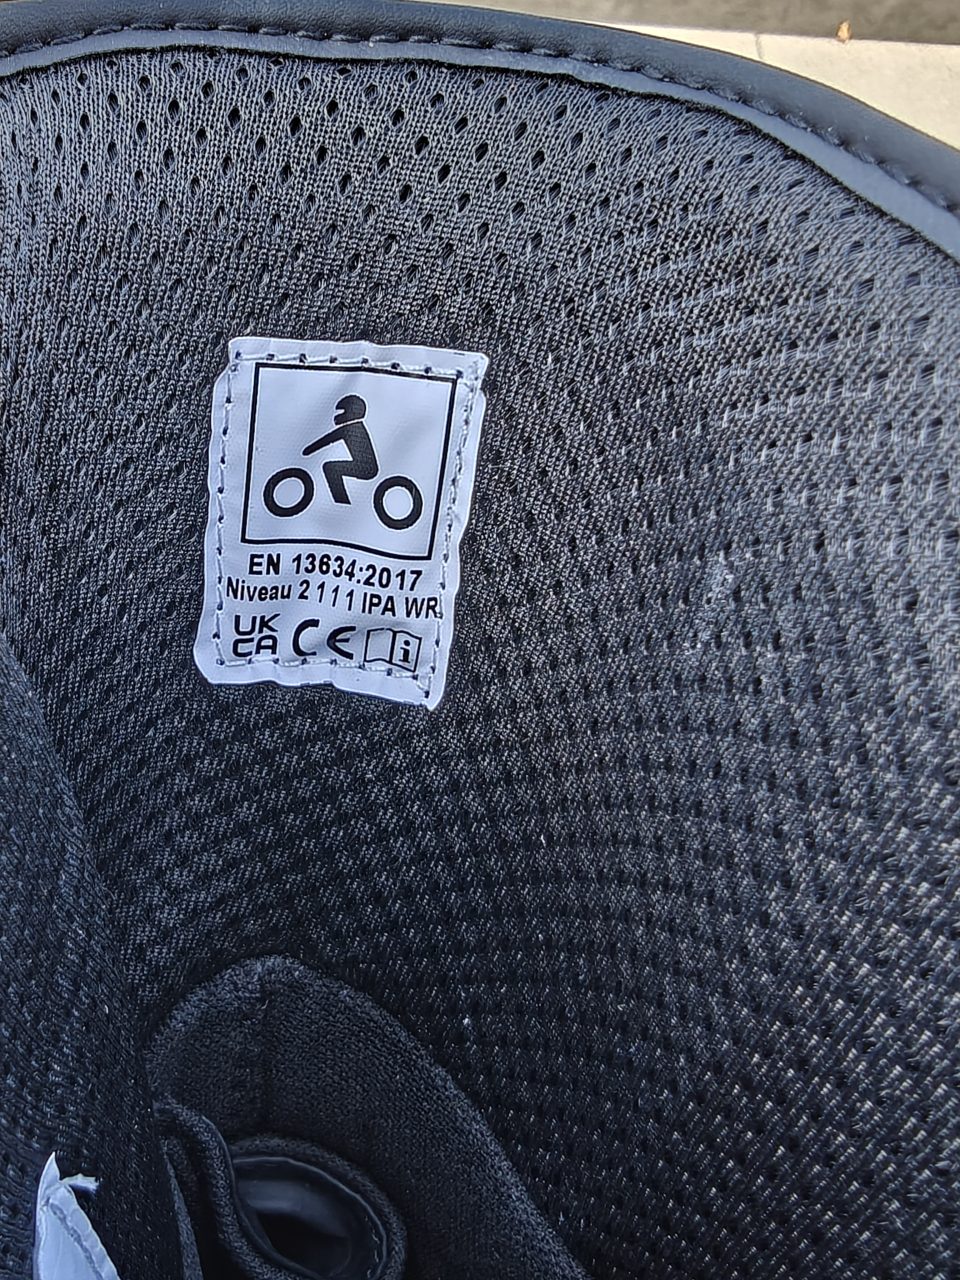 EN 13634:2017
Niveau 2 1 1 1 IPA WR
UK
CA CE i